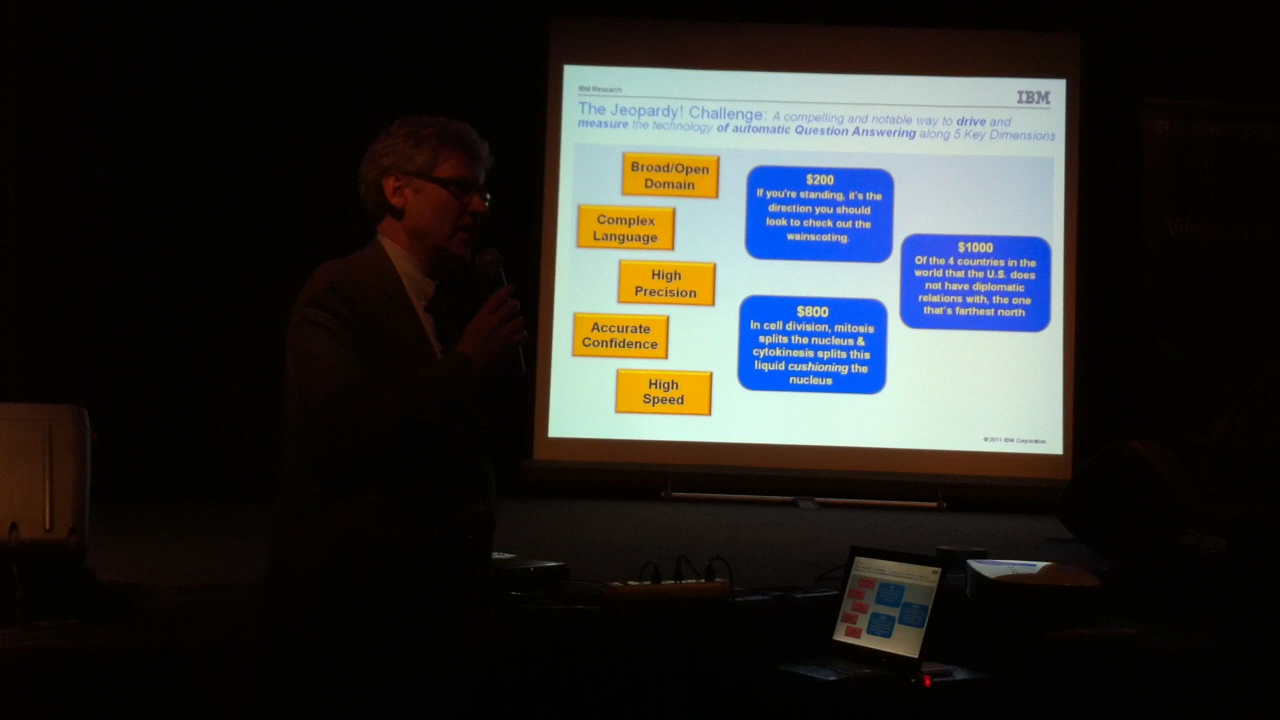 IBM Research
IBM
The Jeopardy! Challenge: A compelling and notable way to drive and
measure the technology of automatic Question Answering along 5 Key Dimensions
Broad/Open
Domain
Complex
Language
High
Precision
Accurate
Confidence
High
Speed
$200
If you're standing, it's the
direction you should
look to check out the
wainscoting.
$800
In cell division, mitosis
splits the nucleus &
cytokinesis splits this
liquid cushioning the
nucleus
$1000
Of the 4 countries in the
world that the U.S. does
not have diplomatic
relations with, the one
that's farthest north
© 2011 IBM Corporation